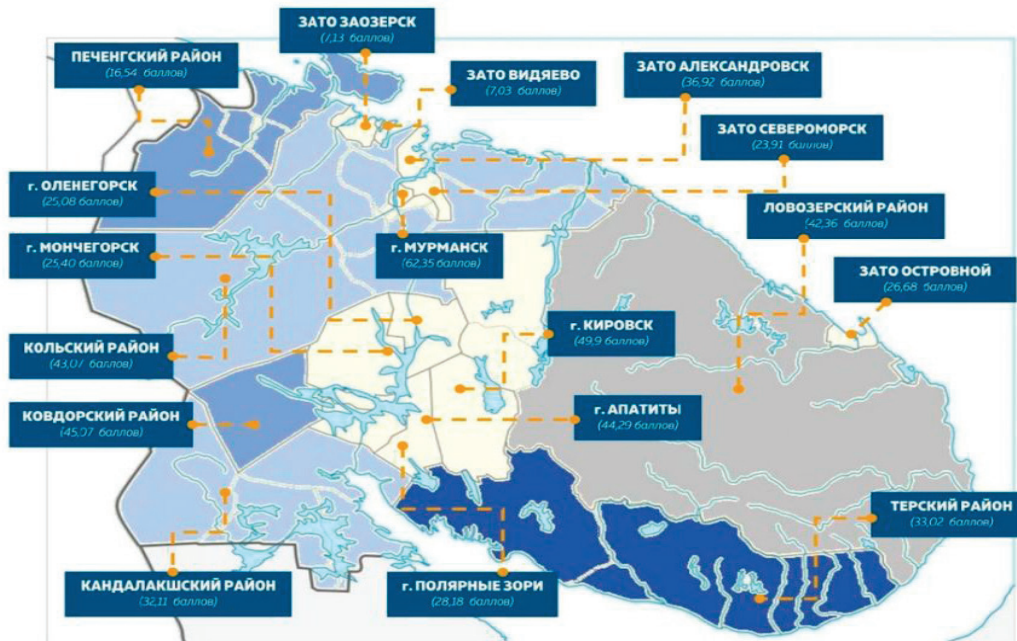 ЗАТО ЗАОЗЕРСК
(7,13 баллов)
ПЕЧЕНГСКИЙ РАЙОН
(16,54 баллов)
ЗАТО ВИДЯЕВО
(7,03 баллов)
ЗАТО АЛЕКСАНДРОВСК
(36,92 баллов)
ЗАТО СЕВЕРОМОРСК
(23,91 баллов)
г. ОЛЕНЕГОРСК
(25,08 баллов)
ЛОВОЗЕРСКИЙ РАЙОН
(42,36 баллов)
г. МОНЧЕГОРСК
(25,40 баллов)
г. МУРМАНСК
(62,35 баллов)
ЗАТО ОСТРОВНОЙ
(26,68 баллов)
г. КИРОВСК
(49,9 баллов)
КОЛЬСКИЙ РАЙОН
(43,07 баллов)
КОВДОРСКИЙ РАЙОН
(45,07 баллов)
г. АПАТИТЫ
(44,29 баллов)
ТЕРСКИЙ РАЙОН
(33,02 баллов)
КАНДАЛАКШСКИЙ РАЙОН
(32,11 баллов)
г. ПОЛЯРНЫЕ ЗОРИ
(28,18 баллов)